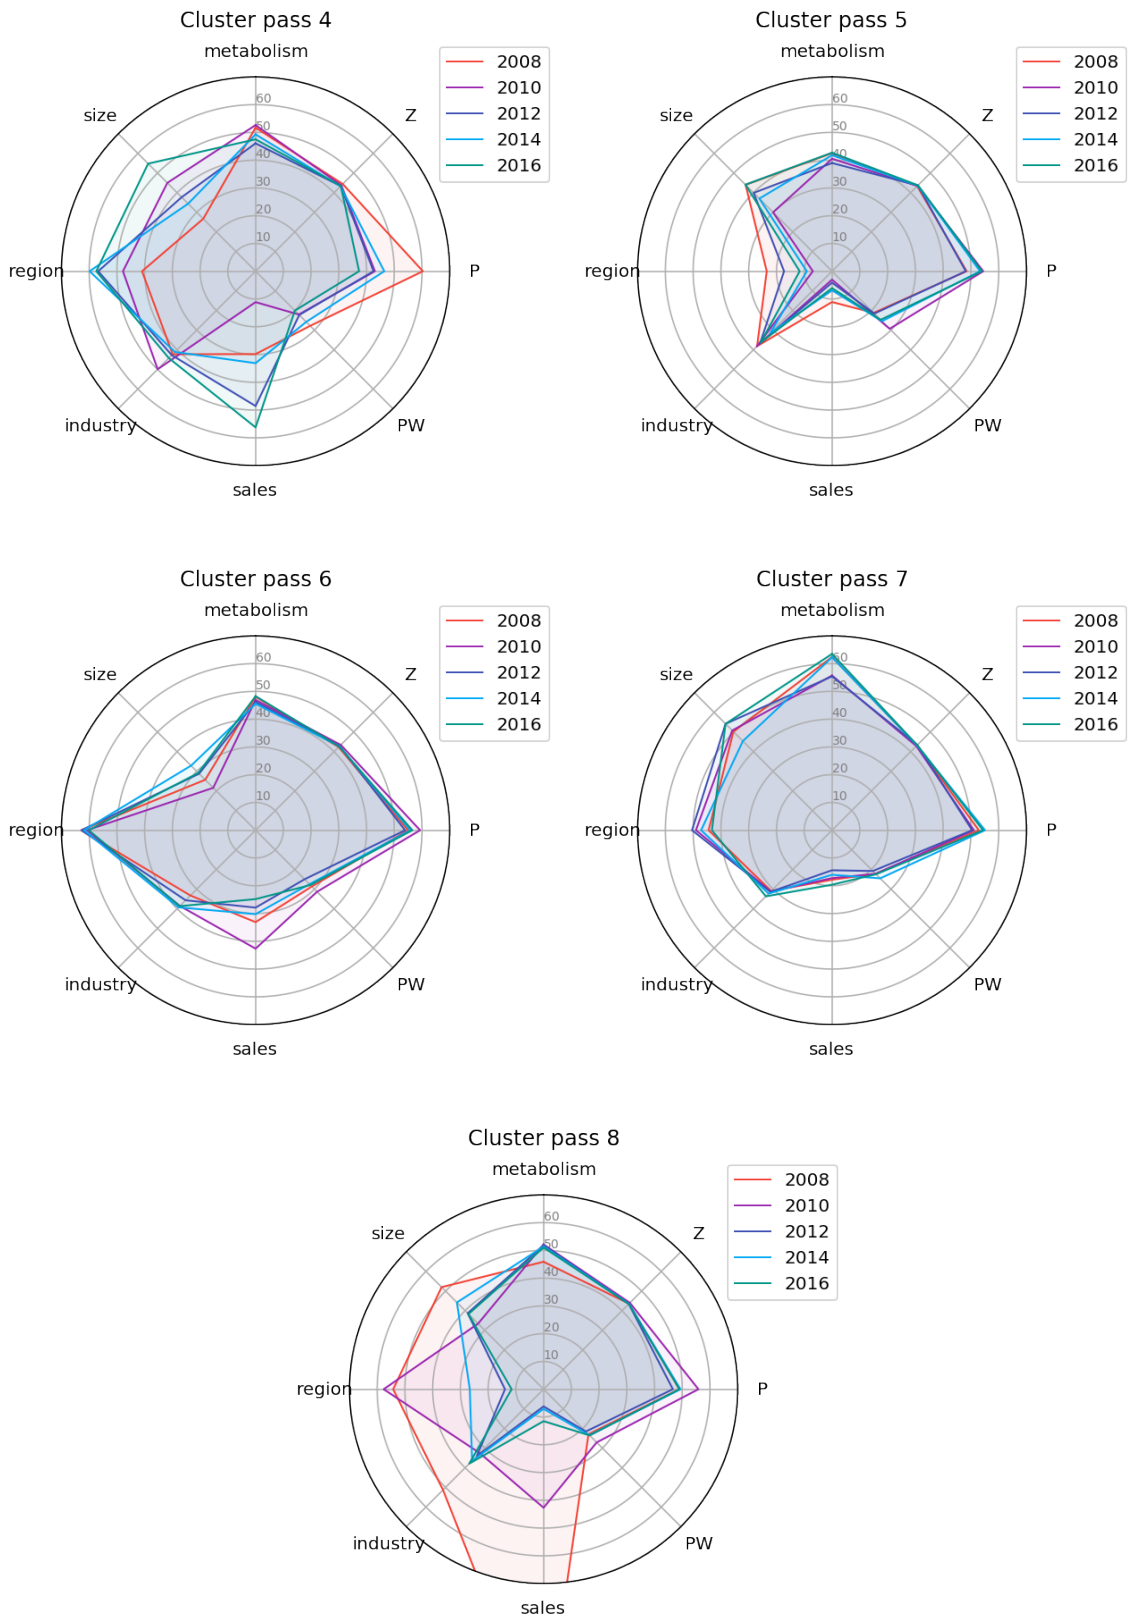 Cluster pass 4
metabolism
size
Z
region
P
industry
PW
sales
60
50
40
30
20
10
2008
2010
2012
2014
2016
Cluster pass 5
metabolism
size
Z
region
P
industry
PW
sales
60
50
40
30
20
10
2008
2010
2012
2014
2016
Cluster pass 6
metabolism
size
Z
region
P
industry
PW
sales
60
50
40
30
20
10
2008
2010
2012
2014
2016
Cluster pass 7
metabolism
size
Z
region
P
industry
PW
sales
60
50
40
30
20
10
2008
2010
2012
2014
2016
Cluster pass 8
metabolism
size
Z
region
P
industry
PW
sales
60
50
40
30
20
10
2008
2010
2012
2014
2016